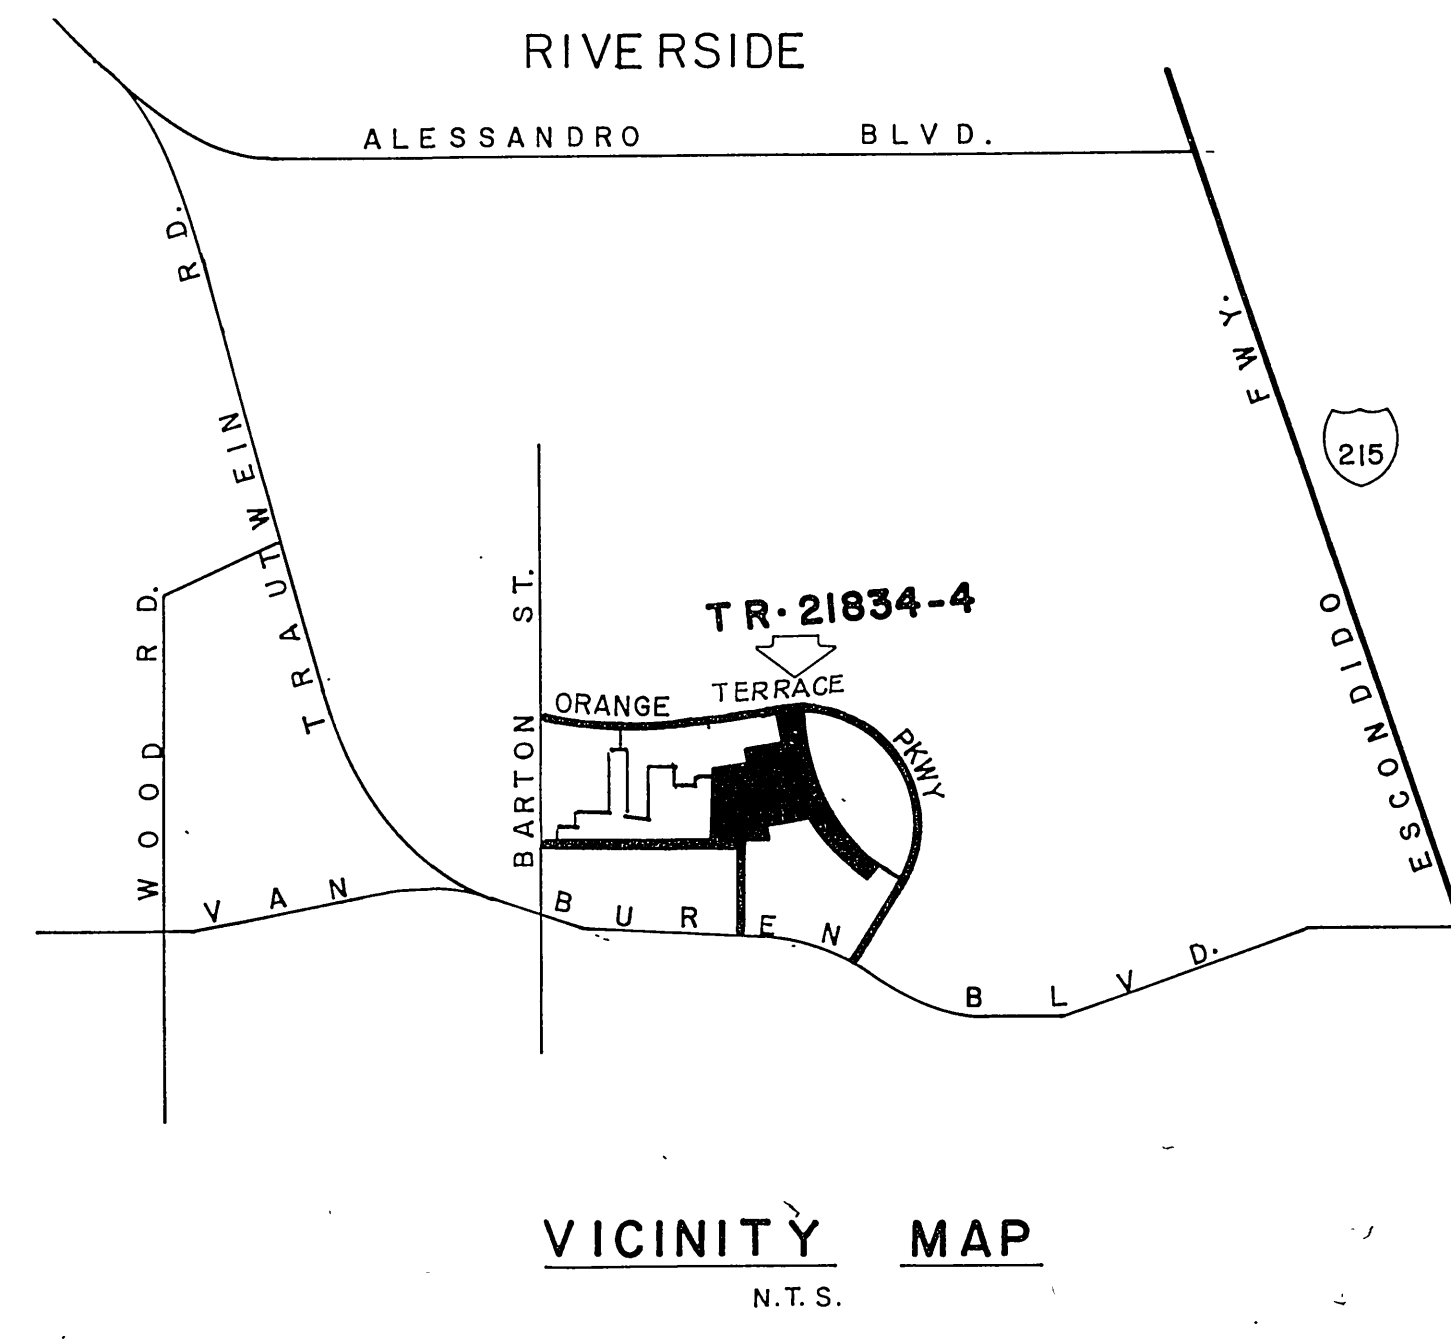 RIVERSIDE
ALESSANDRO BLVD.
TRAUTWEIN RD.
ESCONDIDO FWY.
215
WOOD RD.
BARTON ST.
TR. 21834-4
ORANGE TERRACE PKWY
VAN BUREN BLVD.
VICINITY MAP
N.T.S.